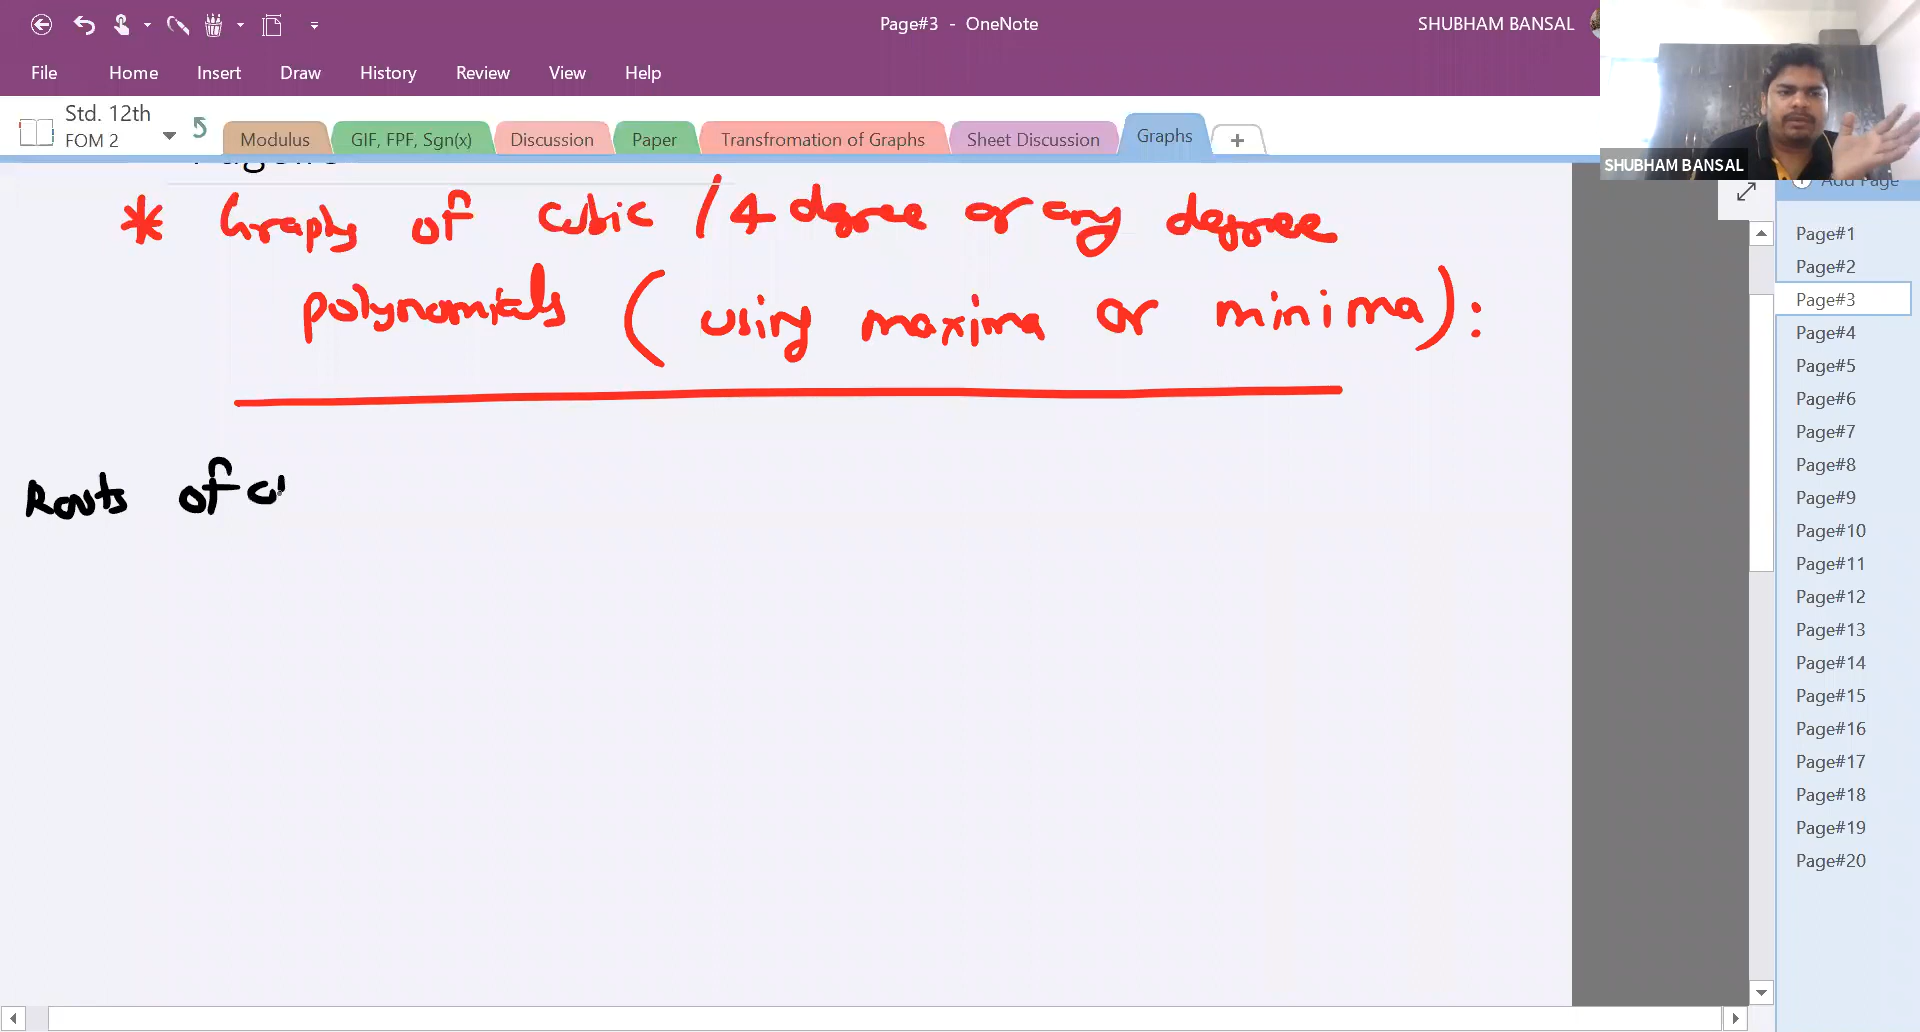 Page#3 - OneNote
SHUBHAM BANSAL
File Home Insert Draw History Review View Help
Std. 12th
FOM 2
Modulus GIF, FPF, Sgn(x) Discussion Paper Transfromation of Graphs Sheet Discussion Graphs +
SHUBHAM BANSAL
Add Page
* Graphs of cubic / 4 degree or any degree
polynomials ( using maxima or minima ) :
Roots of
Page#1
Page#2
Page#3
Page#4
Page#5
Page#6
Page#7
Page#8
Page#9
Page#10
Page#11
Page#12
Page#13
Page#14
Page#15
Page#16
Page#17
Page#18
Page#19
Page#20